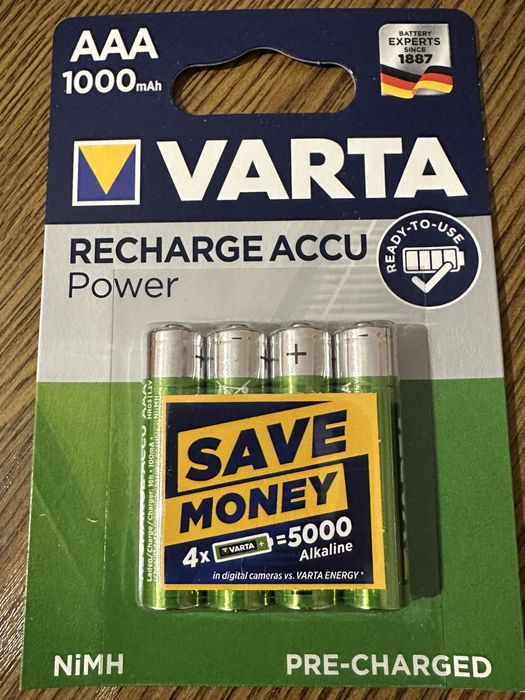 AAA
1000mAh
BATTERY
EXPERTS
SINCE
1887
VARTA
RECHARGE ACCU
Power
READY-TO-USE
SAVE
MONEY
4x VARTA + =5000
Alkaline
in digital cameras vs. VARTA ENERGY*
NiMH
PRE-CHARGED